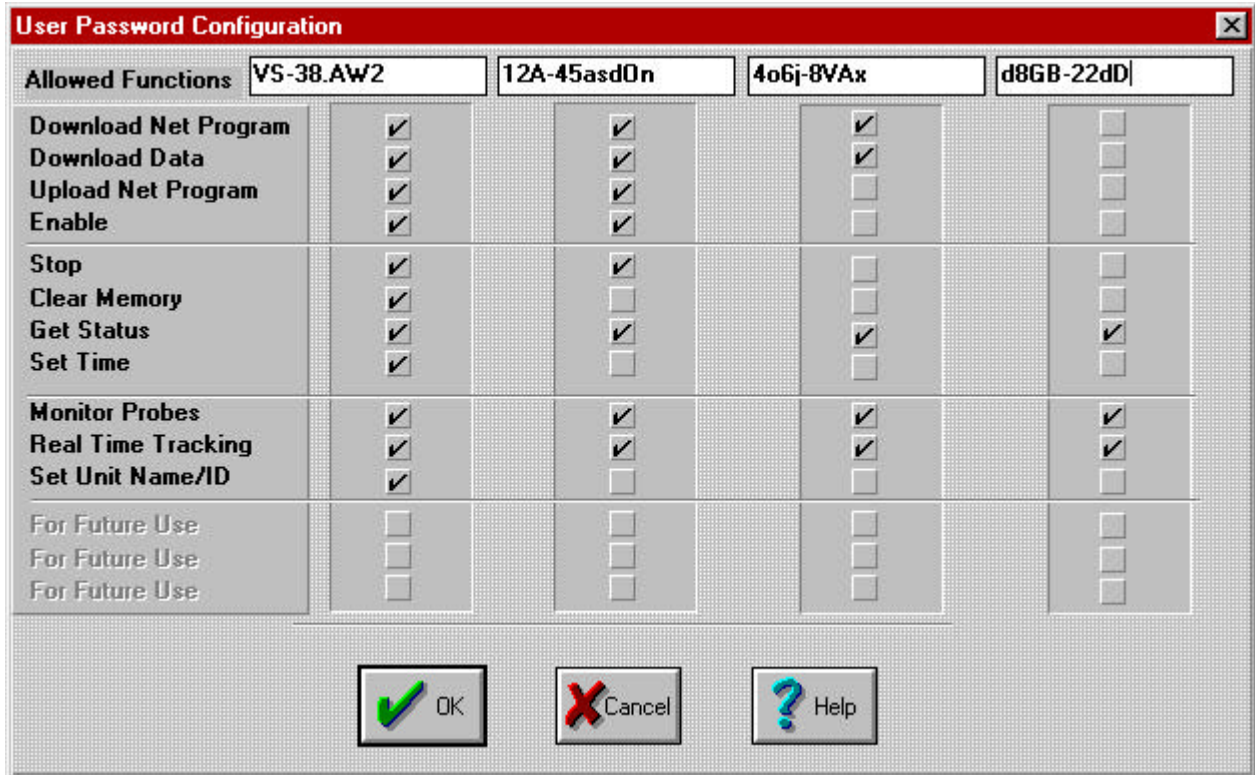 User Password Configuration
Allowed Functions VS-38.AW2 12A-45asdOn 4o6j-8VAx d8GB-22dD
Download Net Program
Download Data
Upload Net Program
Enable
Stop
Clear Memory
Get Status
Set Time
Monitor Probes
Real Time Tracking
Set Unit Name/ID
For Future Use
For Future Use
For Future Use
OK Cancel Help